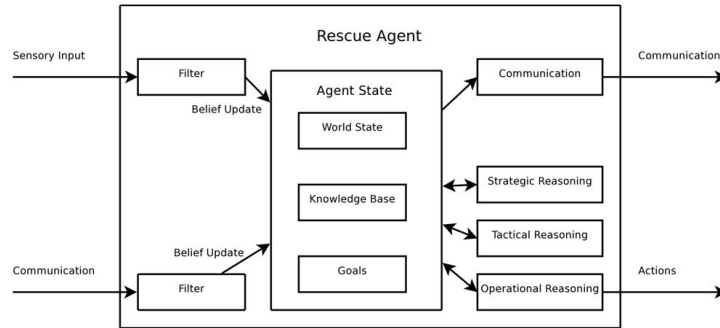 Rescue Agent
Sensory Input
Filter
Belief Update
Agent State
World State
Knowledge Base
Goals
Communication
Communication
Strategic Reasoning
Tactical Reasoning
Belief Update
Communication
Filter
Operational Reasoning
Actions